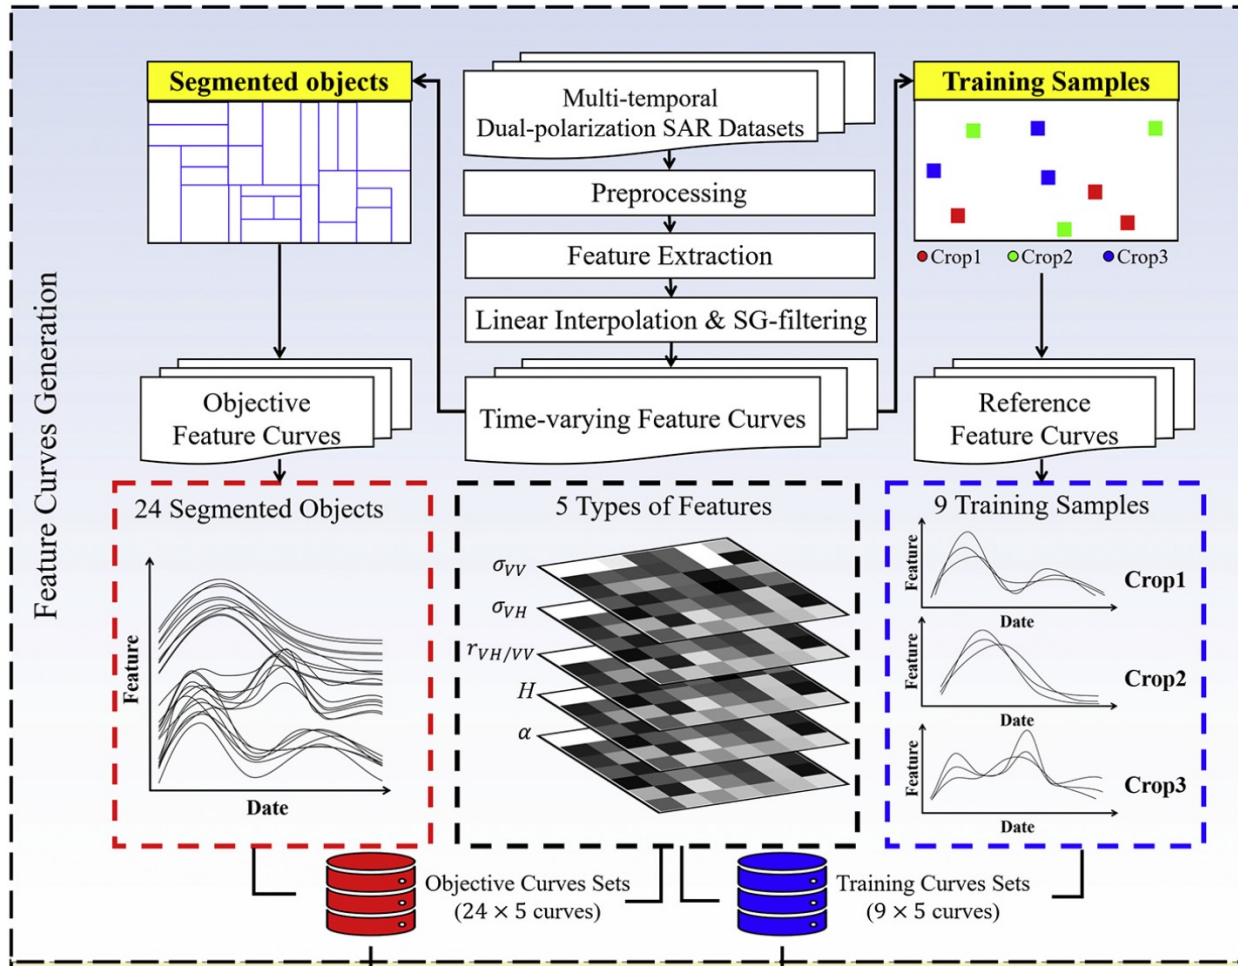 Feature Curves Generation
Segmented objects
Multi-temporal
Dual-polarization SAR Datasets
Training Samples
Preprocessing
Feature Extraction
Linear Interpolation & SG-filtering
Crop1
Crop2
Crop3
Objective
Feature Curves
Time-varying Feature Curves
Reference
Feature Curves
24 Segmented Objects
Feature
Date
5 Types of Features
σ_VV
σ_VH
r_VH/VV
H
α
9 Training Samples
Feature
Date
Crop1
Feature
Date
Crop2
Feature
Date
Crop3
Objective Curves Sets
(24 × 5 curves)
Training Curves Sets
(9 × 5 curves)